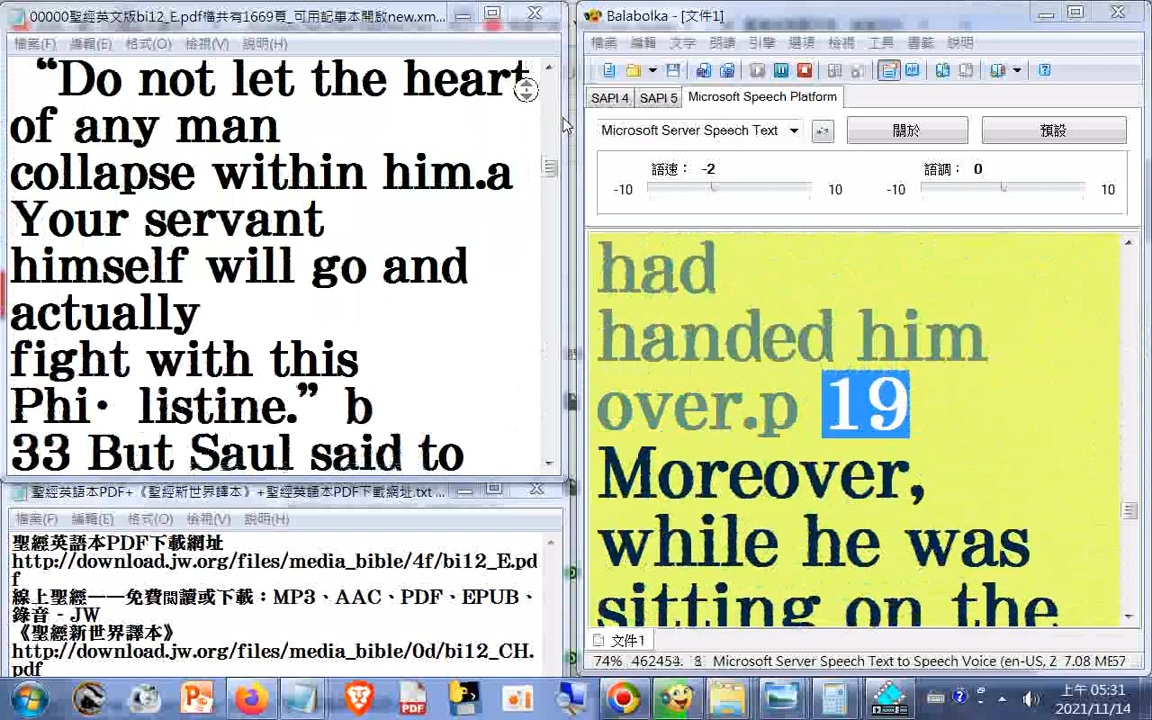 00000聖經英文版bi12_E.pdf檔共有1669頁_可用記事本開啟new.xm...
檔案(F) 編輯(E) 格式(O) 檢視(V) 說明(H)
“Do not let the heart
of any man
collapse within him.a
Your servant
himself will go and
actually
fight with this
Phi· listine.” b
33 But Saul said to
聖經英語本PDF+《聖經新世界譯本》+聖經英語本PDF下載網址.txt ...
檔案(F) 編輯(E) 格式(O) 檢視(V) 說明(H)
聖經英語本PDF下載網址
http://download.jw.org/files/media_bible/4f/bi12_E.pd
f
線上聖經——免費閱讀或下載：MP3、AAC、PDF、EPUB、
錄音 - JW
《聖經新世界譯本》
http://download.jw.org/files/media_bible/0d/bi12_CH.
pdf
Balabolka - [文件1]
檔案 編輯 文字 朗讀 引擎 選項 檢視 工具 書籤 說明
SAPI 4 SAPI 5 Microsoft Speech Platform
Microsoft Server Speech Text 關於 預設
語速： -2 語調： 0
-10 10 -10 10
had
handed him
over.p 19
Moreover,
while he was
sitting on the
文件1
74% 462454. Microsoft Server Speech Text to Speech Voice (en-US, Z 7.08 ME57
上午 05:31
2021/11/14